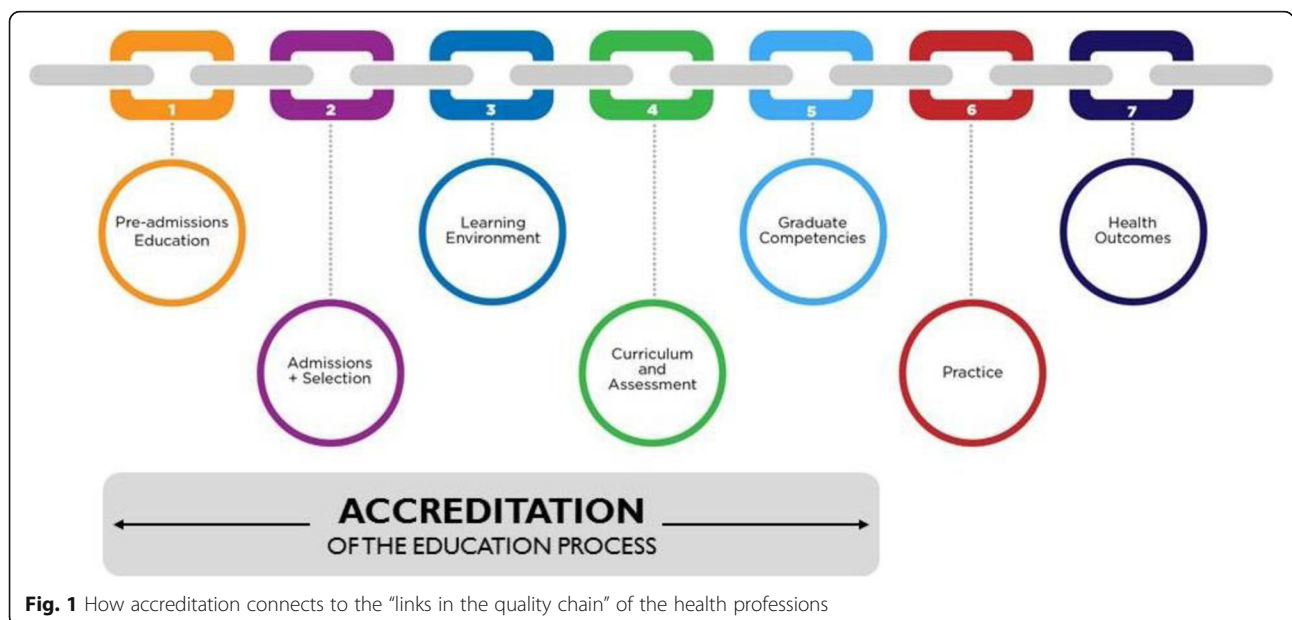 1 2 3 4 5 6 7
Pre-admissions
Education
Admissions
+ Selection
Learning
Environment
Curriculum
and
Assessment
Graduate
Competencies
Practice
Health
Outcomes
ACCREDITATION
OF THE EDUCATION PROCESS
Fig. 1 How accreditation connects to the “links in the quality chain” of the health professions